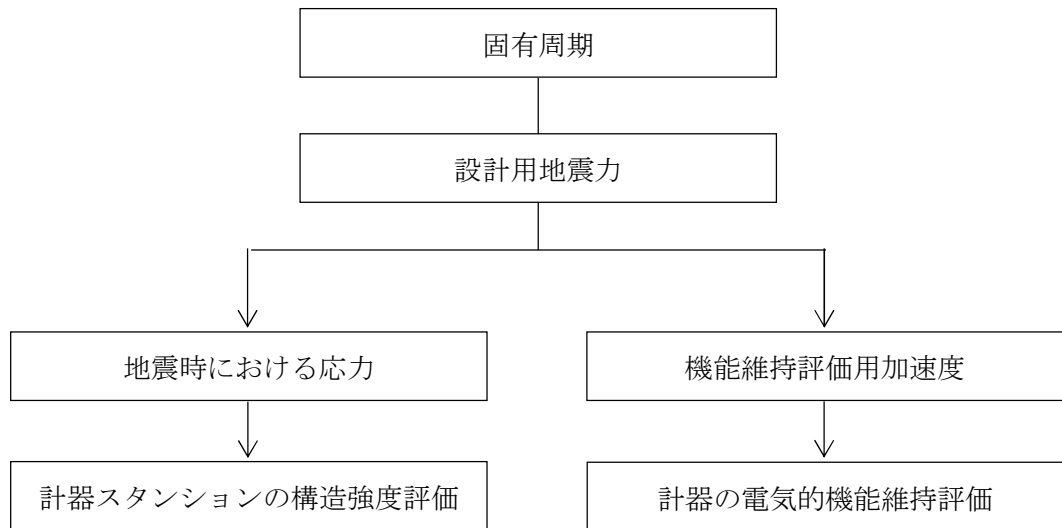 固有周期
設計用地震力
地震時における応力
機能維持評価用加速度
計器スタンションの構造強度評価
計器の電気的機能維持評価